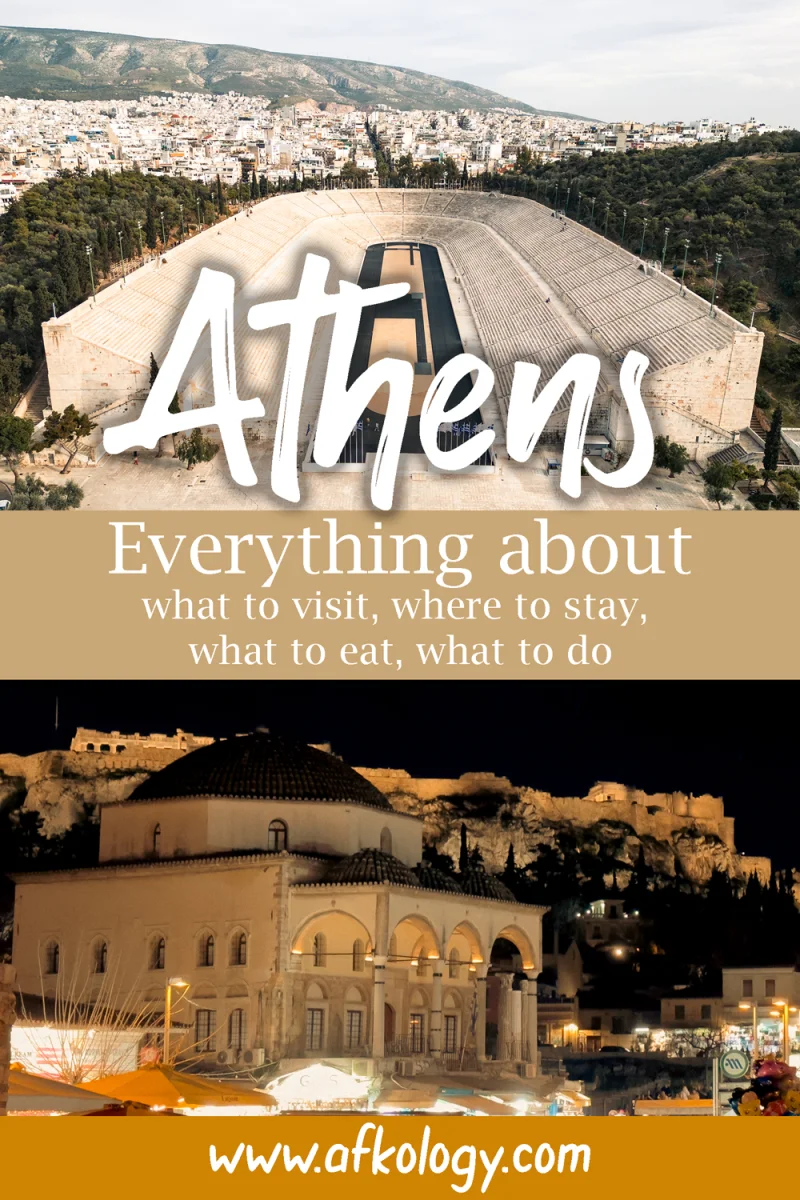 Athens
Everything about
what to visit, where to stay,
what to eat, what to do
www.afkology.com